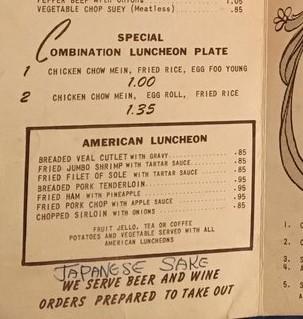 PEPPER BEEF WITH ONIONS 1.05
VEGETABLE CHOP SUEY (Meatless) .85
SPECIAL
COMBINATION LUNCHEON PLATE
1 CHICKEN CHOW MEIN, FRIED RICE, EGG FOO YOUNG
1.00
2 CHICKEN CHOW MEIN, EGG ROLL, FRIED RICE
1.35
AMERICAN LUNCHEON
BREADED VEAL CUTLET WITH GRAVY .85
FRIED JUMBO SHRIMP WITH TARTAR SAUCE .85
FRIED FILET OF SOLE WITH TARTAR SAUCE .85
BREADED PORK TENDERLOIN .95
FRIED HAM WITH PINEAPPLE .95
FRIED PORK CHOP WITH APPLE SAUCE .95
CHOPPED SIRLOIN WITH ONIONS .85
FRUIT JELLO, TEA OR COFFEE
POTATOES AND VEGETABLE SERVED WITH ALL
AMERICAN LUNCHEONS
JAPANESE SAKE
WE SERVE BEER AND WINE
ORDERS PREPARED TO TAKE OUT
1.
2.
3.
4.
5.